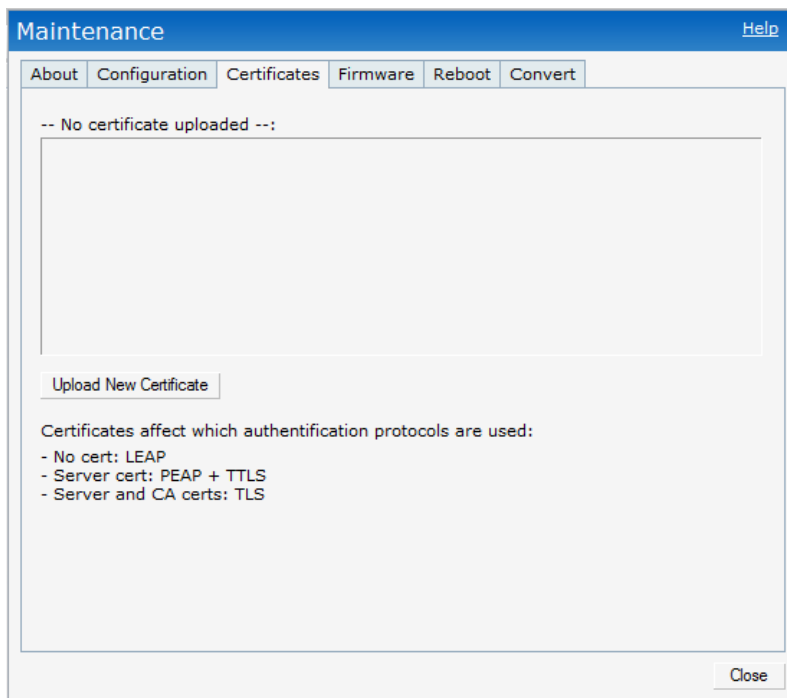 Maintenance
Help
About Configuration Certificates Firmware Reboot Convert
-- No certificate uploaded --:
Upload New Certificate
Certificates affect which authentification protocols are used:
- No cert: LEAP
- Server cert: PEAP + TTLS
- Server and CA certs: TLS
Close